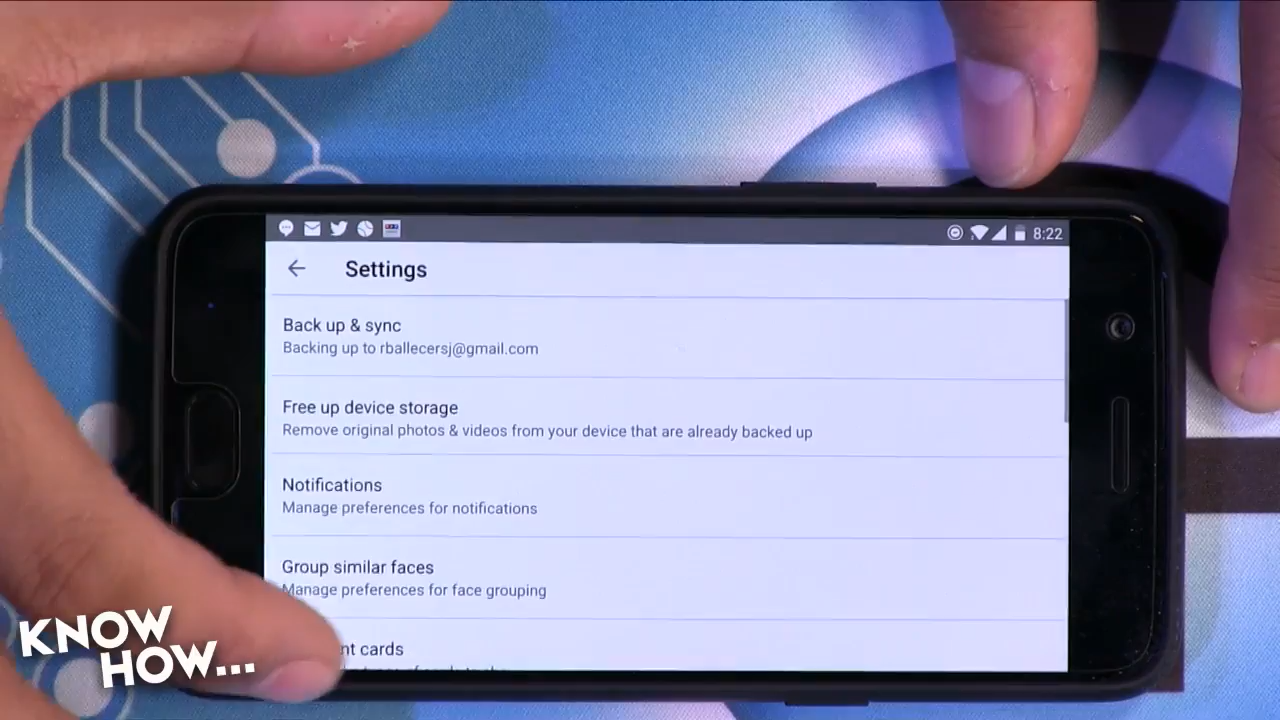 8:22
Settings
Back up & sync
Backing up to rballecersj@gmail.com
Free up device storage
Remove original photos & videos from your device that are already backed up
Notifications
Manage preferences for notifications
Group similar faces
Manage preferences for face grouping
cards
KNOW
HOW...